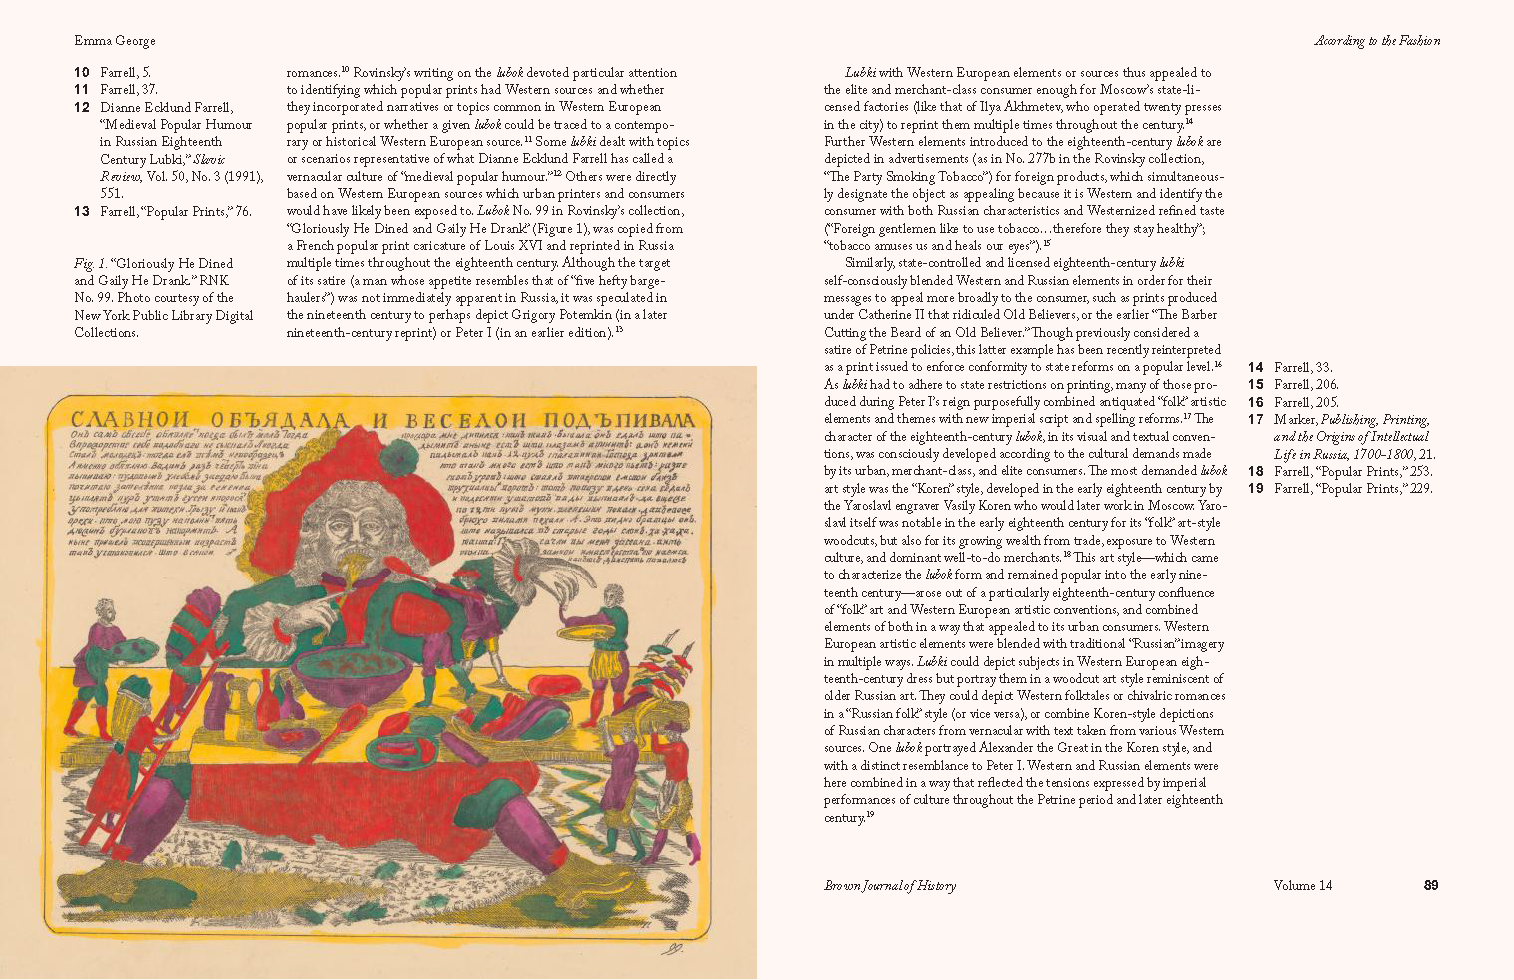 Emma George
10 Farrell, 5.
11 Farrell, 37.
12 Dianne Ecklund Farrell,
“Medieval Popular Humour
in Russian Eighteenth
Century Lubki,” Slavic
Review, Vol. 50, No. 3 (1991),
551.
13 Farrell, “Popular Prints,” 76.
Fig. 1. “Gloriously He Dined
and Gaily He Drank.” RNK
No. 99. Photo courtesy of the
New York Public Library Digital
Collections.
romances.10 Rovinsky’s writing on the lubok devoted particular attention
to identifying which popular prints had Western sources and whether
they incorporated narratives or topics common in Western European
popular prints, or whether a given lubok could be traced to a contempo-
rary or historical Western European source.11 Some lubki dealt with topics
or scenarios representative of what Dianne Ecklund Farrell has called a
vernacular culture of “medieval popular humour.”12 Others were directly
based on Western European sources which urban printers and consumers
would have likely been exposed to. Lubok No. 99 in Rovinsky’s collection,
“Gloriously He Dined and Gaily He Drank” (Figure 1), was copied from
a French popular print caricature of Louis XVI and reprinted in Russia
multiple times throughout the eighteenth century. Although the target
of its satire (a man whose appetite resembles that of “five hefty barge-
haulers”) was not immediately apparent in Russia, it was speculated in
the nineteenth century to perhaps depict Grigory Potemkin (in a later
nineteenth-century reprint) or Peter I (in an earlier edition).13
СЛАВНОИ ОБЪЯДАЛА И ВЕСЕЛОИ ПОДЪПИВАЛА
According to the Fashion
Lubki with Western European elements or sources thus appealed to
the elite and merchant-class consumer enough for Moscow’s state-li-
censed factories (like that of Ilya Akhmetev, who operated twenty presses
in the city) to reprint them multiple times throughout the century.14
Further Western elements introduced to the eighteenth-century lubok are
depicted in advertisements (as in No. 277b in the Rovinsky collection,
“The Party Smoking Tobacco”) for foreign products, which simultaneous-
ly designate the object as appealing because it is Western and identify the
consumer with both Russian characteristics and Westernized refined taste
(“Foreign gentlemen like to use tobacco…therefore they stay healthy”;
“tobacco amuses us and heals our eyes”).15
Similarly, state-controlled and licensed eighteenth-century lubki
self-consciously blended Western and Russian elements in order for their
messages to appeal more broadly to the consumer, such as prints produced
under Catherine II that ridiculed Old Believers, or the earlier “The Barber
Cutting the Beard of an Old Believer.” Though previously considered a
satire of Petrine policies, this latter example has been recently reinterpreted
as a print issued to enforce conformity to state reforms on a popular level.16
As lubki had to adhere to state restrictions on printing, many of those pro-
duced during Peter I’s reign purposefully combined antiquated “folk” artistic
elements and themes with new imperial script and spelling reforms.17 The
character of the eighteenth-century lubok, in its visual and textual conven-
tions, was consciously developed according to the cultural demands made
by its urban, merchant-class, and elite consumers. The most demanded lubok
art style was the “Koren” style, developed in the early eighteenth century by
the Yaroslavl engraver Vasily Koren who would later work in Moscow. Yaro-
slavl itself was notable in the early eighteenth century for its “folk” art-style
woodcuts, but also for its growing wealth from trade, exposure to Western
culture, and dominant well-to-do merchants.18 This art style—which came
to characterize the lubok form and remained popular into the early nine-
teenth century—arose out of a particularly eighteenth-century confluence
of “folk” art and Western European artistic conventions, and combined
elements of both in a way that appealed to its urban consumers. Western
European artistic elements were blended with traditional “Russian” imagery
in multiple ways. Lubki could depict subjects in Western European eigh-
teenth-century dress but portray them in a woodcut art style reminiscent of
older Russian art. They could depict Western folktales or chivalric romances
in a “Russian folk” style (or vice versa), or combine Koren-style depictions
of Russian characters from vernacular with text taken from various Western
sources. One lubok portrayed Alexander the Great in the Koren style, and
with a distinct resemblance to Peter I. Western and Russian elements were
here combined in a way that reflected the tensions expressed by imperial
performances of culture throughout the Petrine period and later eighteenth
century.19
14 Farrell, 33.
15 Farrell, 206.
16 Farrell, 205.
17 Marker, Publishing, Printing,
and the Origins of Intellectual
Life in Russia, 1700–1800, 21.
18 Farrell, “Popular Prints,” 253.
19 Farrell, “Popular Prints,” 229.
Brown Journal of History
Volume 14
89